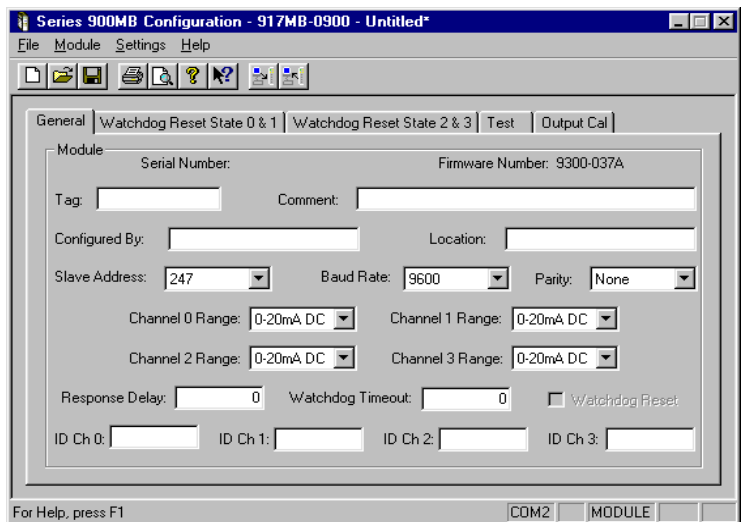 Series 900MB Configuration - 917MB-0900 - Untitled*
File Module Settings Help
General Watchdog Reset State 0 & 1 Watchdog Reset State 2 & 3 Test Output Cal
Module
Serial Number: Firmware Number: 9300-037A
Tag: Comment:
Configured By: Location:
Slave Address: 247 Baud Rate: 9600 Parity: None
Channel 0 Range: 0-20mA DC Channel 1 Range: 0-20mA DC
Channel 2 Range: 0-20mA DC Channel 3 Range: 0-20mA DC
Response Delay: 0 Watchdog Timeout: 0 Watchdog Reset
ID Ch 0: ID Ch 1: ID Ch 2: ID Ch 3:
For Help, press F1 COM2 MODULE